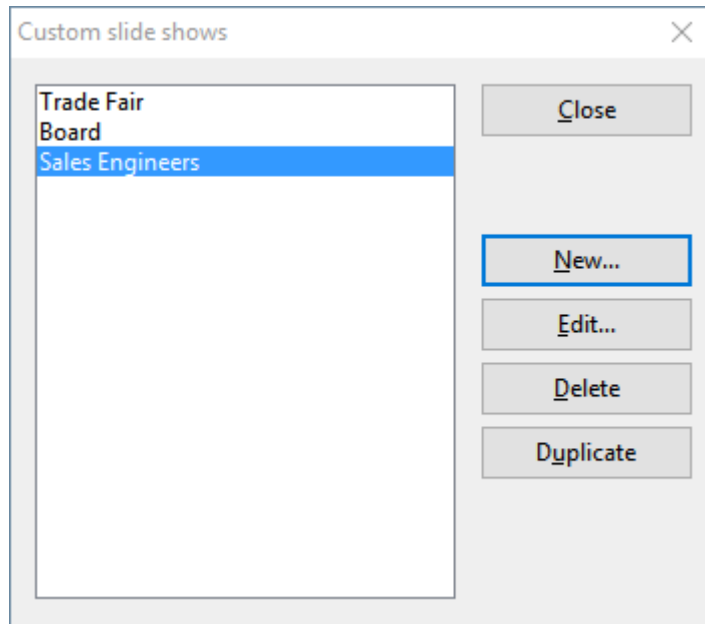 Custom slide shows
Trade Fair
Board
Sales Engineers
Close
New...
Edit...
Delete
Duplicate